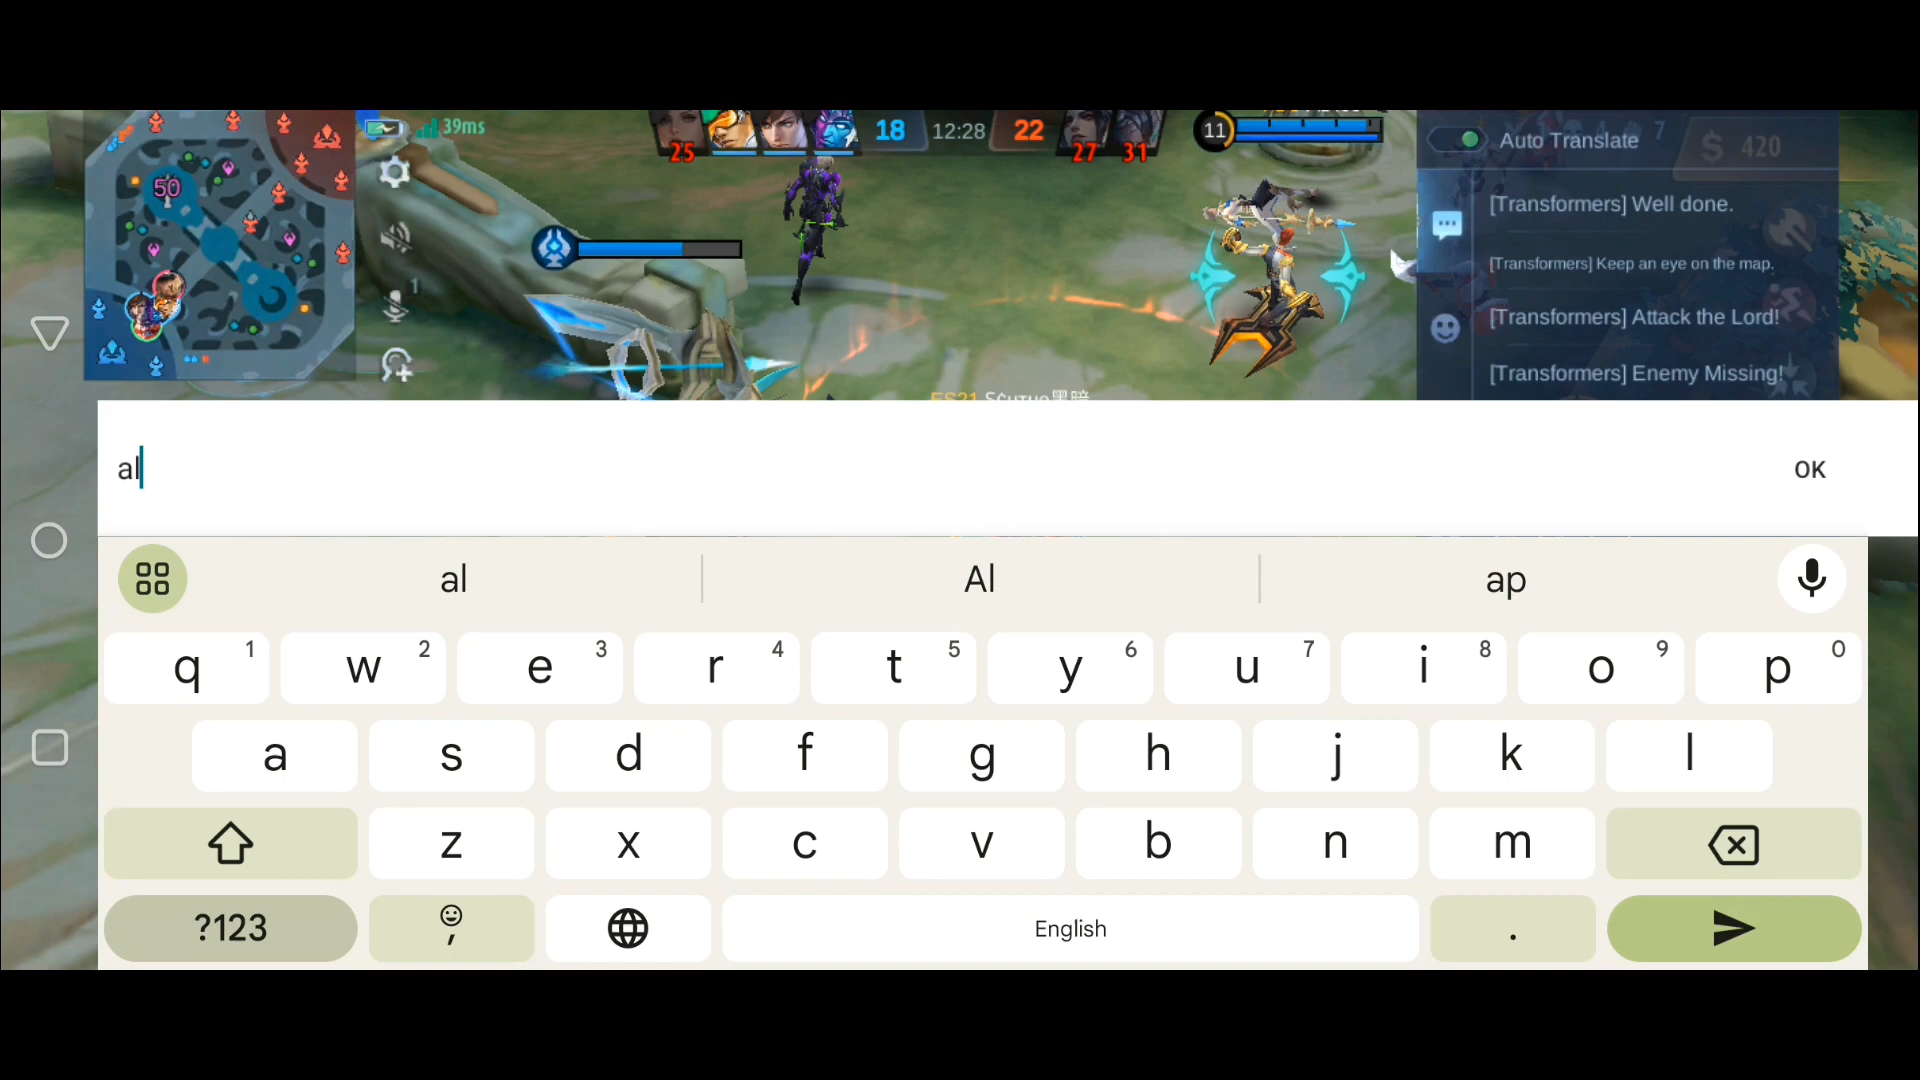 39ms
25
18
12:28
22
27
31
11
7
420
Auto Translate
50
[Transformers] Well done.
[Transformers] Keep an eye on the map.
1
[Transformers] Attack the Lord!
[Transformers] Enemy Missing!
al
OK
al
Al
ap
q 1 w 2 e 3 r 4 t 5 y 6 u 7 i 8 o 9 p 0
a s d f g h j k l
z x c v b n m
?123 , English .